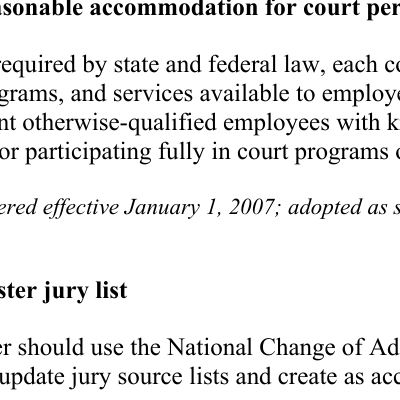 asonable accommodation for court per
required by state and federal law, each co
grams, and services available to employe
nt otherwise-qualified employees with k
or participating fully in court programs o
ered effective January 1, 2007; adopted as s
ster jury list
er should use the National Change of Ad
update jury source lists and create as acc